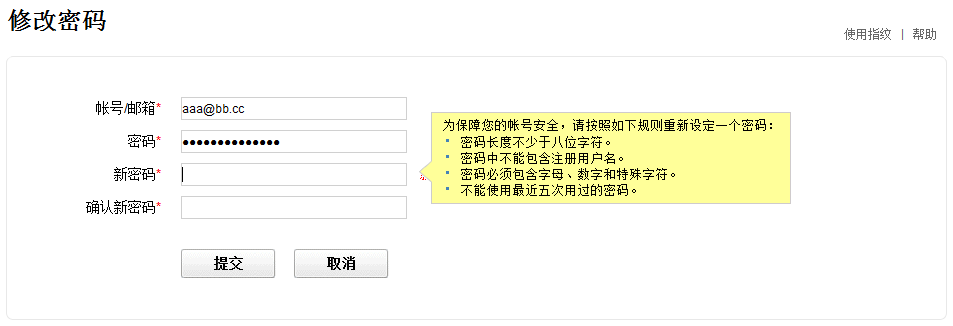 修改密码
使用指纹 | 帮助
帐号/邮箱*
aaa@bb.cc
密码*
••••••••••••••
新密码*
确认新密码*
为保障您的帐号安全，请按照如下规则重新设定一个密码：
密码长度不少于八位字符。
密码中不能包含注册用户名。
密码必须包含字母、数字和特殊字符。
不能使用最近五次用过的密码。
提交
取消